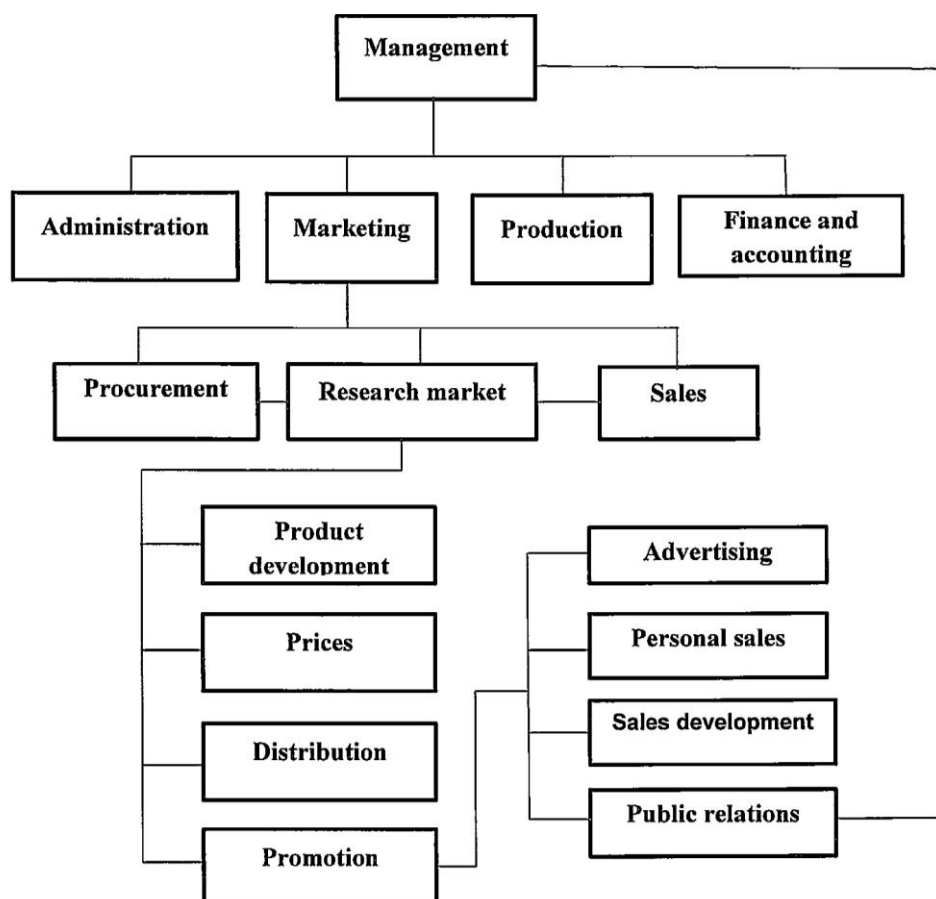 Management
Administration
Marketing
Production
Finance and
accounting
Procurement
Research market
Sales
Product
development
Prices
Distribution
Promotion
Advertising
Personal sales
Sales development
Public relations